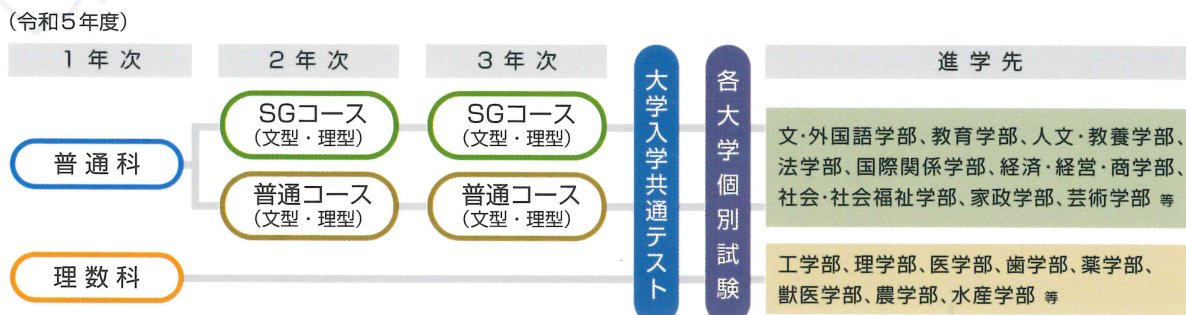 (令和5年度)
1年次
2年次
3年次
進学先
普通科
SGコース
(文型・理型)
SGコース
(文型・理型)
普通コース
(文型・理型)
普通コース
(文型・理型)
理数科
大学入学共通テスト
各大学個別試験
文・外国語学部、教育学部、人文・教養学部、
法学部、国際関係学部、経済・経営・商学部、
社会・社会福祉学部、家政学部、芸術学部 等
工学部、理学部、医学部、歯学部、薬学部、
獣医学部、農学部、水産学部 等